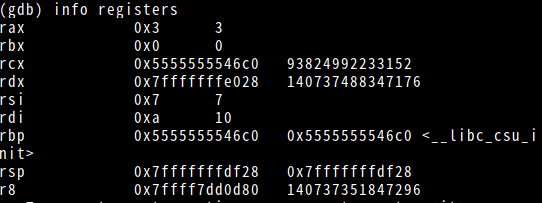 (gdb) info registers
rax 0x3 3
rbx 0x0 0
rcx 0x5555555546c0 93824992233152
rdx 0x7fffffffe028 140737488347176
rsi 0x7 7
rdi 0xa 10
rbp 0x5555555546c0 0x5555555546c0 <__libc_csu_i
nit>
rsp 0x7fffffffdf28 0x7fffffffdf28
r8 0x7ffff7dd0d80 140737351847296